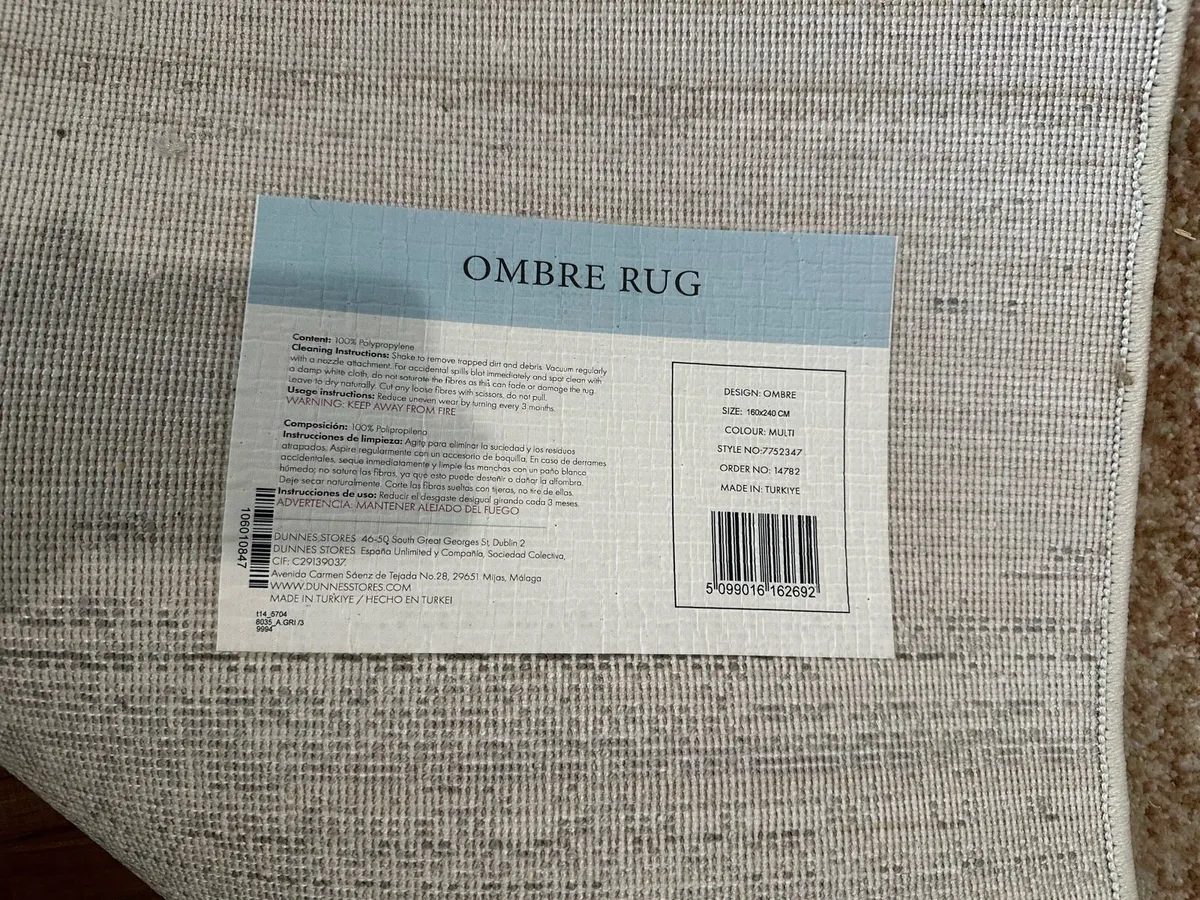 OMBRE RUG
Content: 100% Polypropylene
Cleaning Instructions: Shake to remove trapped dirt and debris. Vacuum regularly
with a nozzle attachment. For accidental spills blot immediately and spot clean with
a damp white cloth, do not saturate the fibres as this can fade or damage the rug.
Leave to dry naturally. Cut any loose fibres with scissors, do not pull.
Usage instructions: Reduce uneven wear by turning every 3 months.
WARNING: KEEP AWAY FROM FIRE
Composición: 100% Polipropileno
Instrucciones de limpieza: Agite para eliminar la suciedad y los residuos
atrapados. Aspire regularmente con un accesorio de boquilla. En caso de derrames
accidentales, seque inmediatamente y limpie las manchas con un paño blanco
húmedo; no sature las fibras, ya que esto puede desteñir o dañar la alfombra.
Deje secar naturalmente. Corte las fibras sueltas con tijeras, no tire de ellas.
Instrucciones de uso: Reducir el desgaste desigual girando cada 3 meses.
ADVERTENCIA: MANTENER ALEJADO DEL FUEGO
DUNNES STORES 46-50 South Great Georges St, Dublin 2
DUNNES STORES España Unlimited y Compañía, Sociedad Colectiva,
CIF: C29139037.
Avenida Carmen Sáenz de Tejada No.28, 29651 Mijas, Málaga
WWW.DUNNESSTORES.COM
MADE IN TURKIYE / HECHO EN TURKEI
106010847
t14_5704
8035_A.GRI /3
9994
DESIGN: OMBRE
SIZE: 160x240 CM
COLOUR: MULTI
STYLE NO:7752347
ORDER NO: 14782
MADE IN: TURKIYE
5 099016 162692